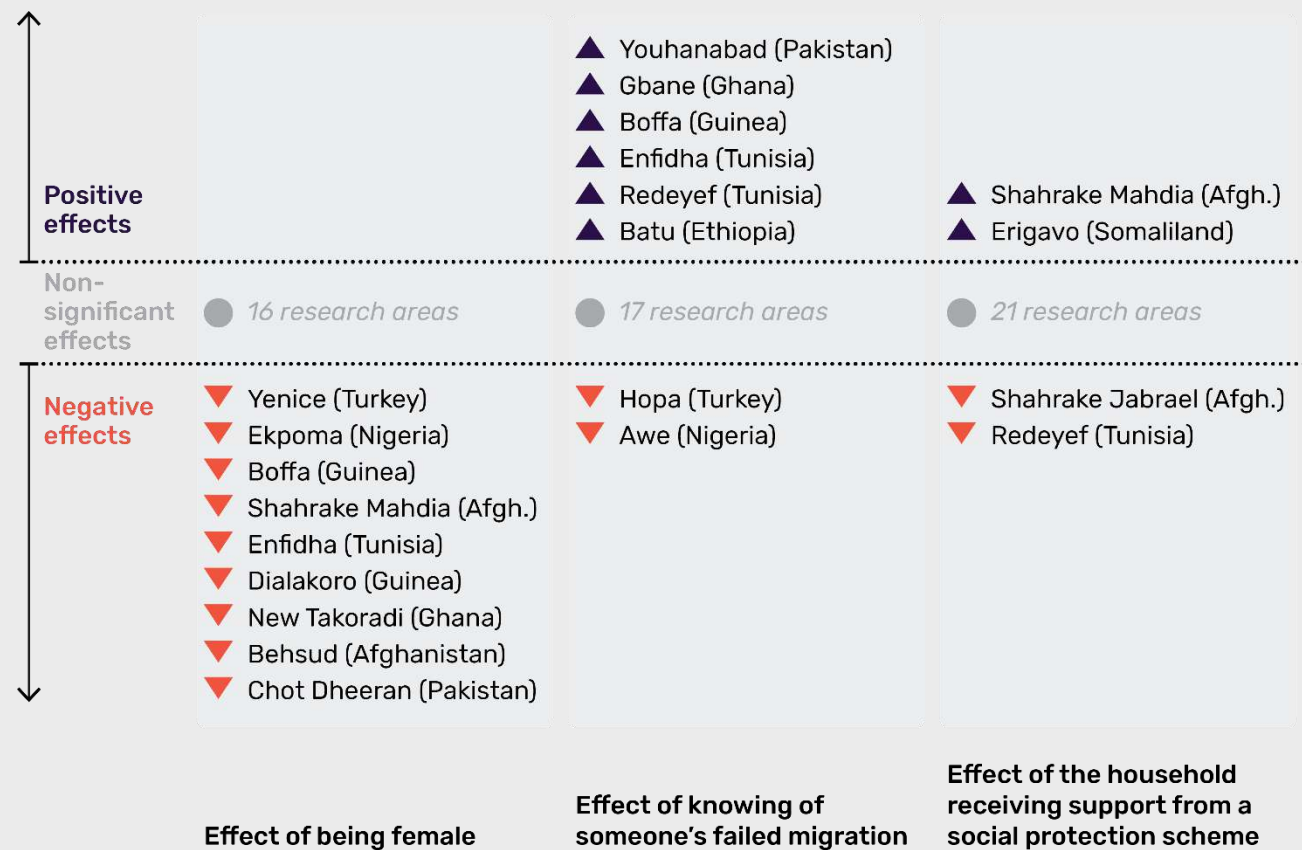 Positive
effects
Non-
significant
effects
Negative
effects
16 research areas
Yenice (Turkey)
Ekpoma (Nigeria)
Boffa (Guinea)
Shahrake Mahdia (Afgh.)
Enfidha (Tunisia)
Dialakoro (Guinea)
New Takoradi (Ghana)
Behsud (Afghanistan)
Chot Dheeran (Pakistan)
Effect of being female
Youhanabad (Pakistan)
Gbane (Ghana)
Boffa (Guinea)
Enfidha (Tunisia)
Redeyef (Tunisia)
Batu (Ethiopia)
17 research areas
Hopa (Turkey)
Awe (Nigeria)
Effect of knowing of
someone’s failed migration
Shahrake Mahdia (Afgh.)
Erigavo (Somaliland)
21 research areas
Shahrake Jabrael (Afgh.)
Redeyef (Tunisia)
Effect of the household
receiving support from a
social protection scheme